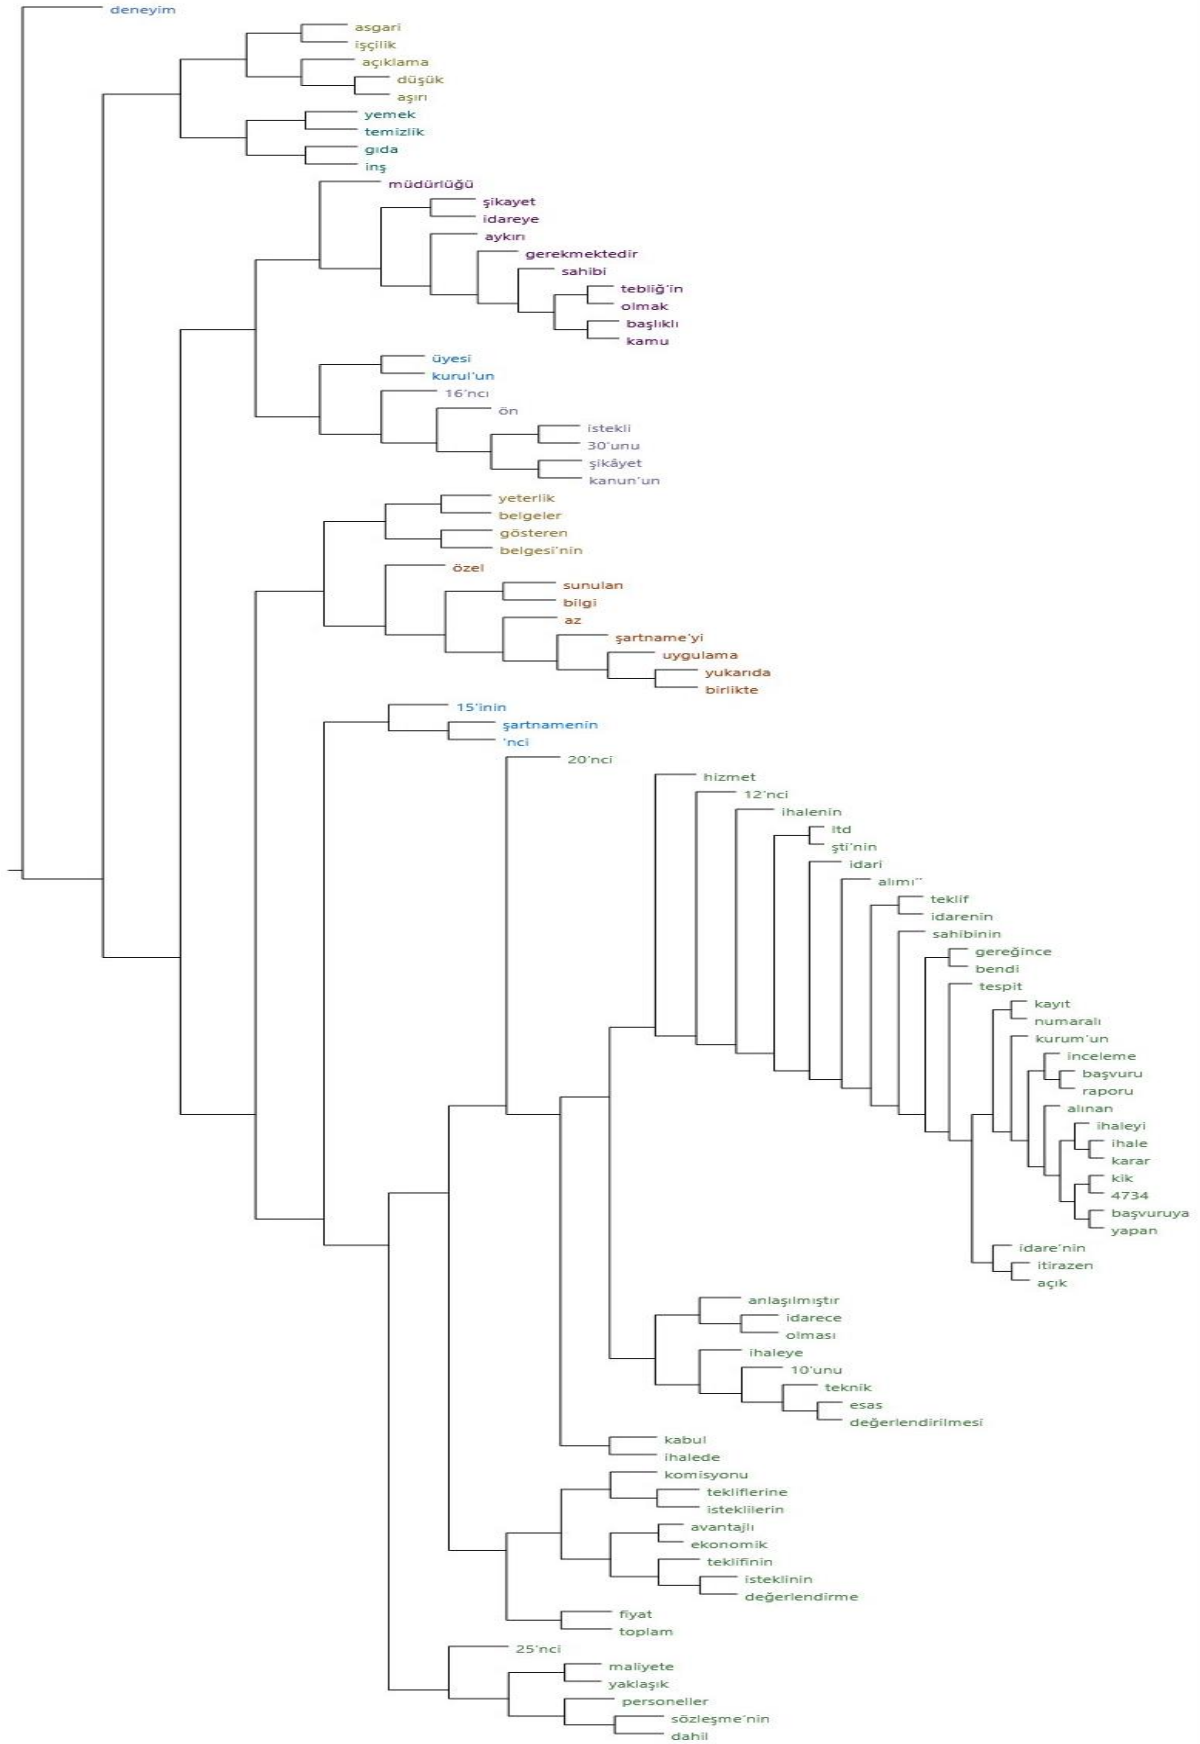 deneyim
asgari
işçilik
açıklama
düşük
aşırı
yemek
temizlik
gıda
inş
müdürlüğü
şikayet
idareye
aykırı
gerekmektedir
sahibi
tebliğ'in
olmak
başlıklı
kamu
üyesi
kurul'un
16'ncı
ön
istekli
30'unu
şikâyet
kanun'un
yeterlik
belgeler
gösteren
belgesi'nin
özel
sunulan
bilgi
az
şartname'yi
uygulama
yukarıda
birlikte
15'inin
şartnamenin
'nci
20'nci
hizmet
12'nci
ihalenin
ltd
şti'nin
idari
alımı''
teklif
idarenin
sahibinin
gereğince
bendi
tespit
kayıt
numaralı
kurum'un
inceleme
başvuru
raporu
alınan
ihaleyi
ihale
karar
kik
4734
başvuruya
yapan
idare'nin
itirazen
açık
anlaşılmıştır
idarece
olması
ihaleye
10'unu
teknik
esas
değerlendirilmesi
kabul
ihalede
komisyonu
tekliflerine
isteklilerin
avantajlı
ekonomik
teklifinin
isteklinin
değerlendirme
fiyat
toplam
25'nci
maliyete
yaklaşık
personeller
sözleşme'nin
dahil